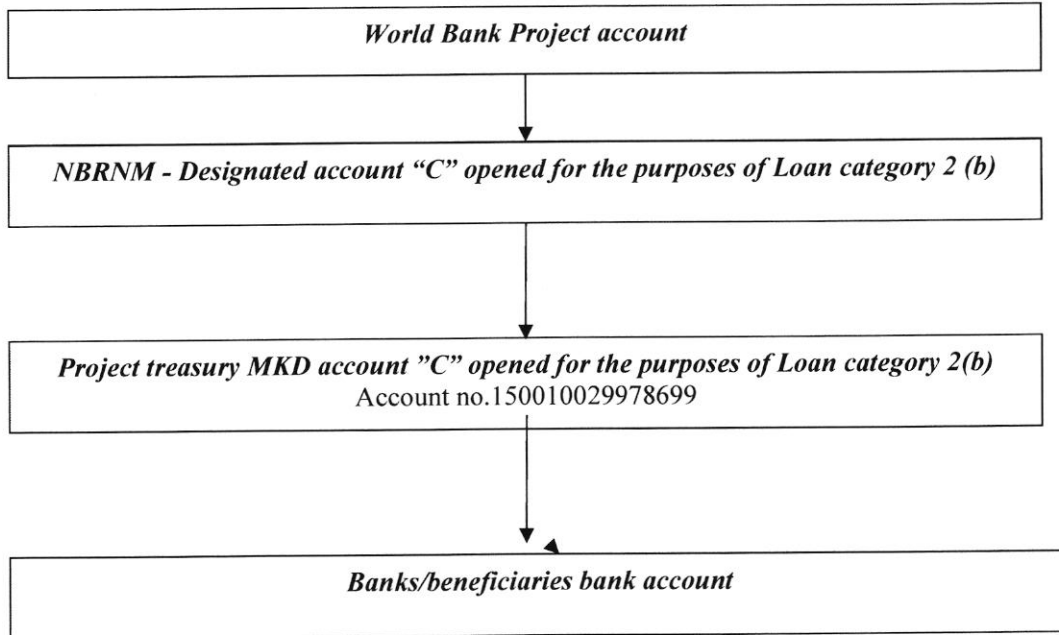 World Bank Project account
NBRNM - Designated account “C” opened for the purposes of Loan category 2 (b)
Project treasury MKD account ”C” opened for the purposes of Loan category 2(b)
Account no.150010029978699
Banks/beneficiaries bank account